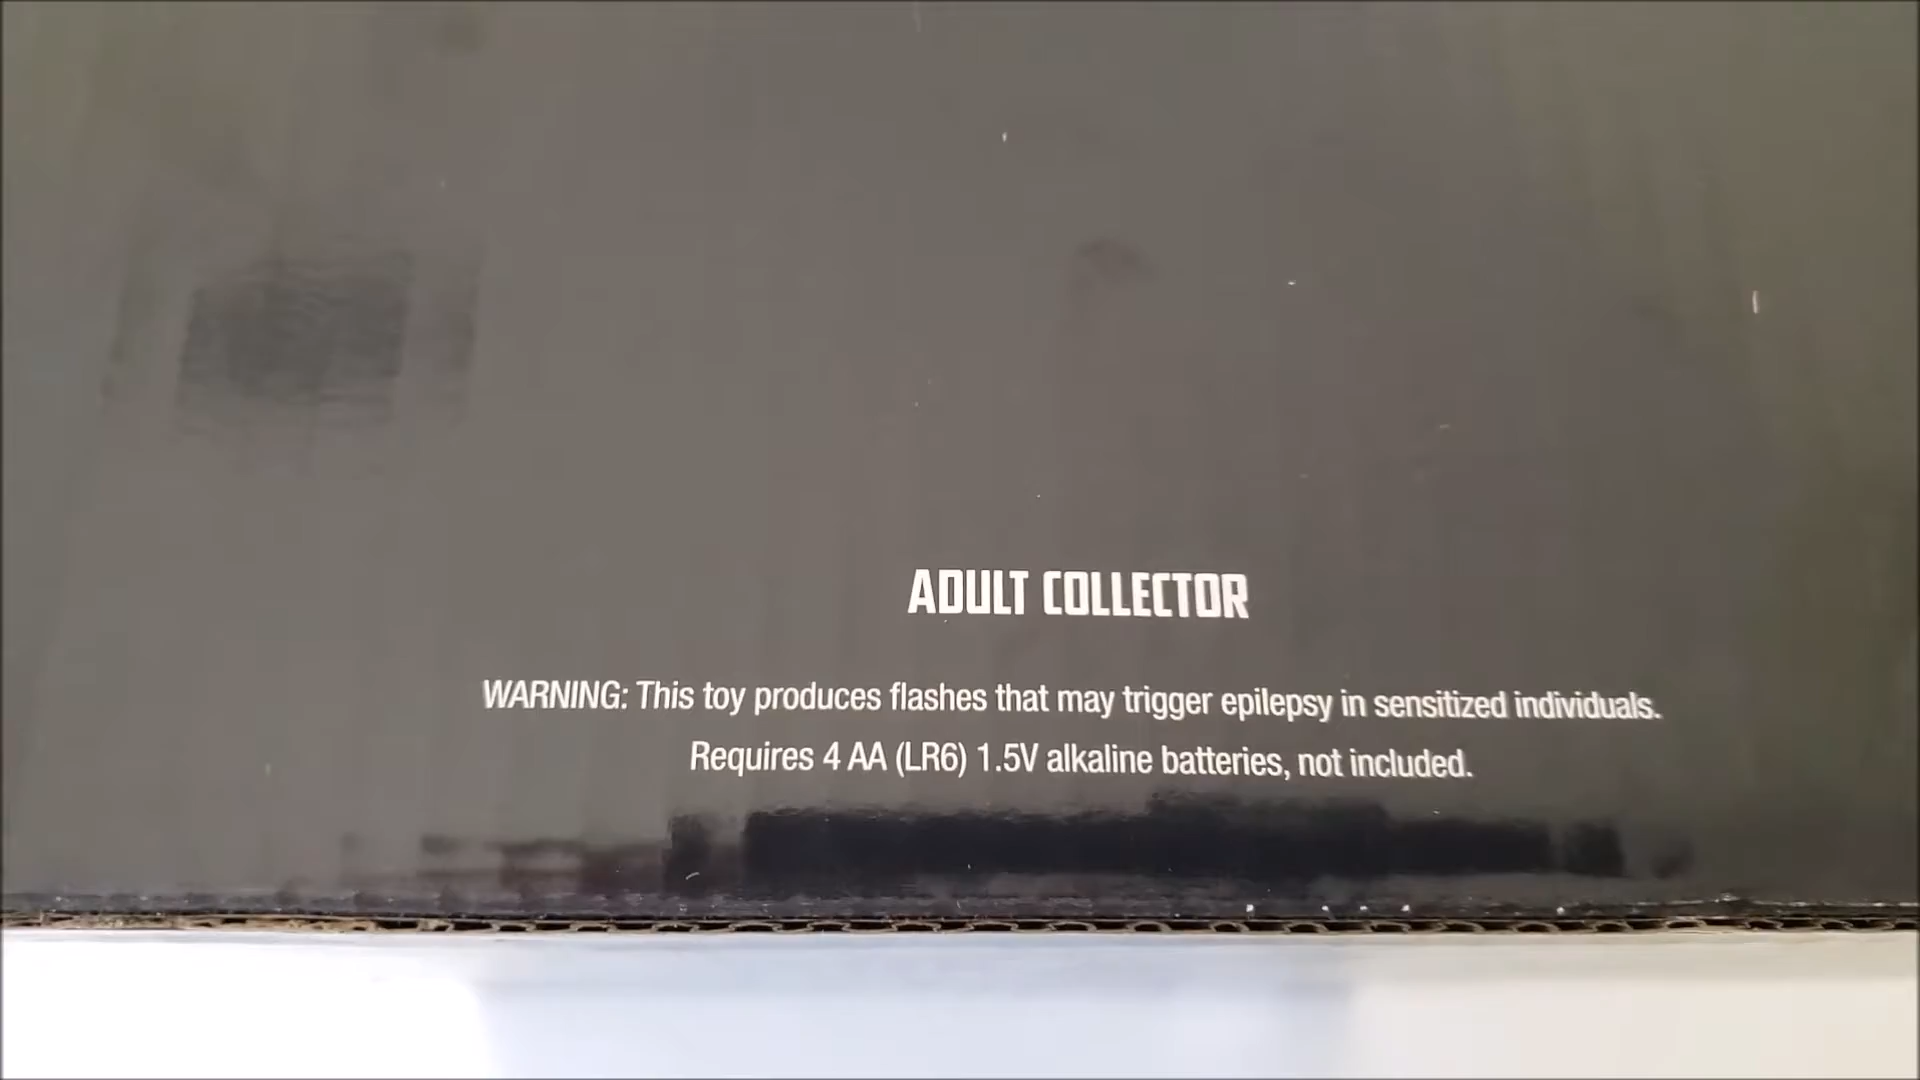 ADULT COLLECTOR
WARNING: This toy produces flashes that may trigger epilepsy in sensitized individuals.
Requires 4 AA (LR6) 1.5V alkaline batteries, not included.